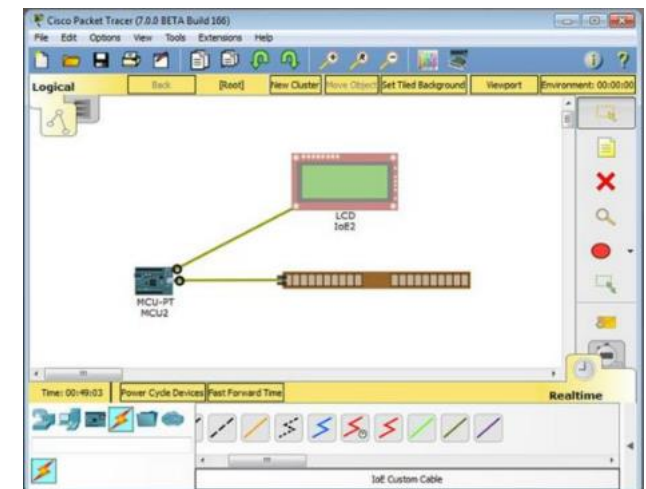 Cisco Packet Tracer (7.0.0 BETA Build 166)
File Edit Options View Tools Extensions Help
Logical Back [Root] New Cluster Move Object Set Tiled Background Viewport Environment: 00:00:00
LCD
IoE2
MCU-PT
MCU2
Time: 00:49:03 Power Cycle Devices Fast Forward Time Realtime
IoE Custom Cable